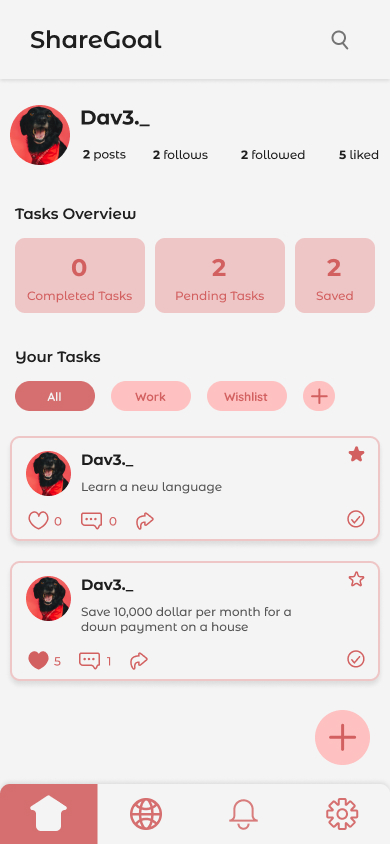 ShareGoal
Dav3._
2 posts 2 follows 2 followed 5 liked
Tasks Overview
0 2 2
Completed Tasks Pending Tasks Saved
Your Tasks
All Work Wishlist
Dav3._
Learn a new language
0 0
Dav3._
Save 10,000 dollar per month for a
down payment on a house
5 1